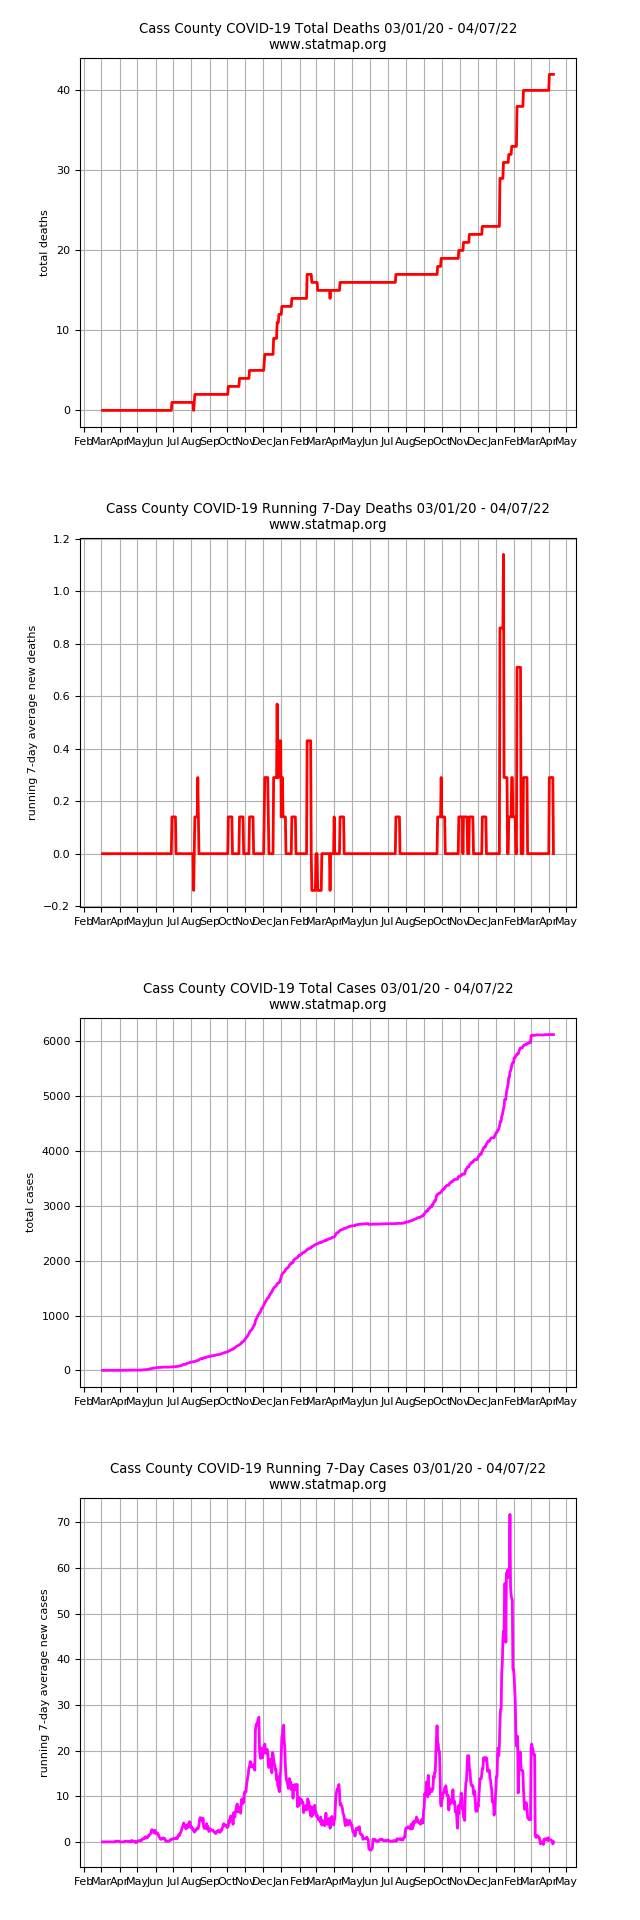 Cass County COVID-19 Total Deaths 03/01/20 - 04/07/22
www.statmap.org
40
30
20
10
0
total deaths
Feb Mar Apr May Jun Jul Aug Sep Oct Nov Dec Jan Feb Mar Apr May Jun Jul Aug Sep Oct Nov Dec Jan Feb Mar Apr May
Cass County COVID-19 Running 7-Day Deaths 03/01/20 - 04/07/22
www.statmap.org
1.2
1.0
0.8
0.6
0.4
0.2
0.0
−0.2
running 7-day average new deaths
Feb Mar Apr May Jun Jul Aug Sep Oct Nov Dec Jan Feb Mar Apr May Jun Jul Aug Sep Oct Nov Dec Jan Feb Mar Apr May
Cass County COVID-19 Total Cases 03/01/20 - 04/07/22
www.statmap.org
6000
5000
4000
3000
2000
1000
0
total cases
Feb Mar Apr May Jun Jul Aug Sep Oct Nov Dec Jan Feb Mar Apr May Jun Jul Aug Sep Oct Nov Dec Jan Feb Mar Apr May
Cass County COVID-19 Running 7-Day Cases 03/01/20 - 04/07/22
www.statmap.org
70
60
50
40
30
20
10
0
running 7-day average new cases
Feb Mar Apr May Jun Jul Aug Sep Oct Nov Dec Jan Feb Mar Apr May Jun Jul Aug Sep Oct Nov Dec Jan Feb Mar Apr May